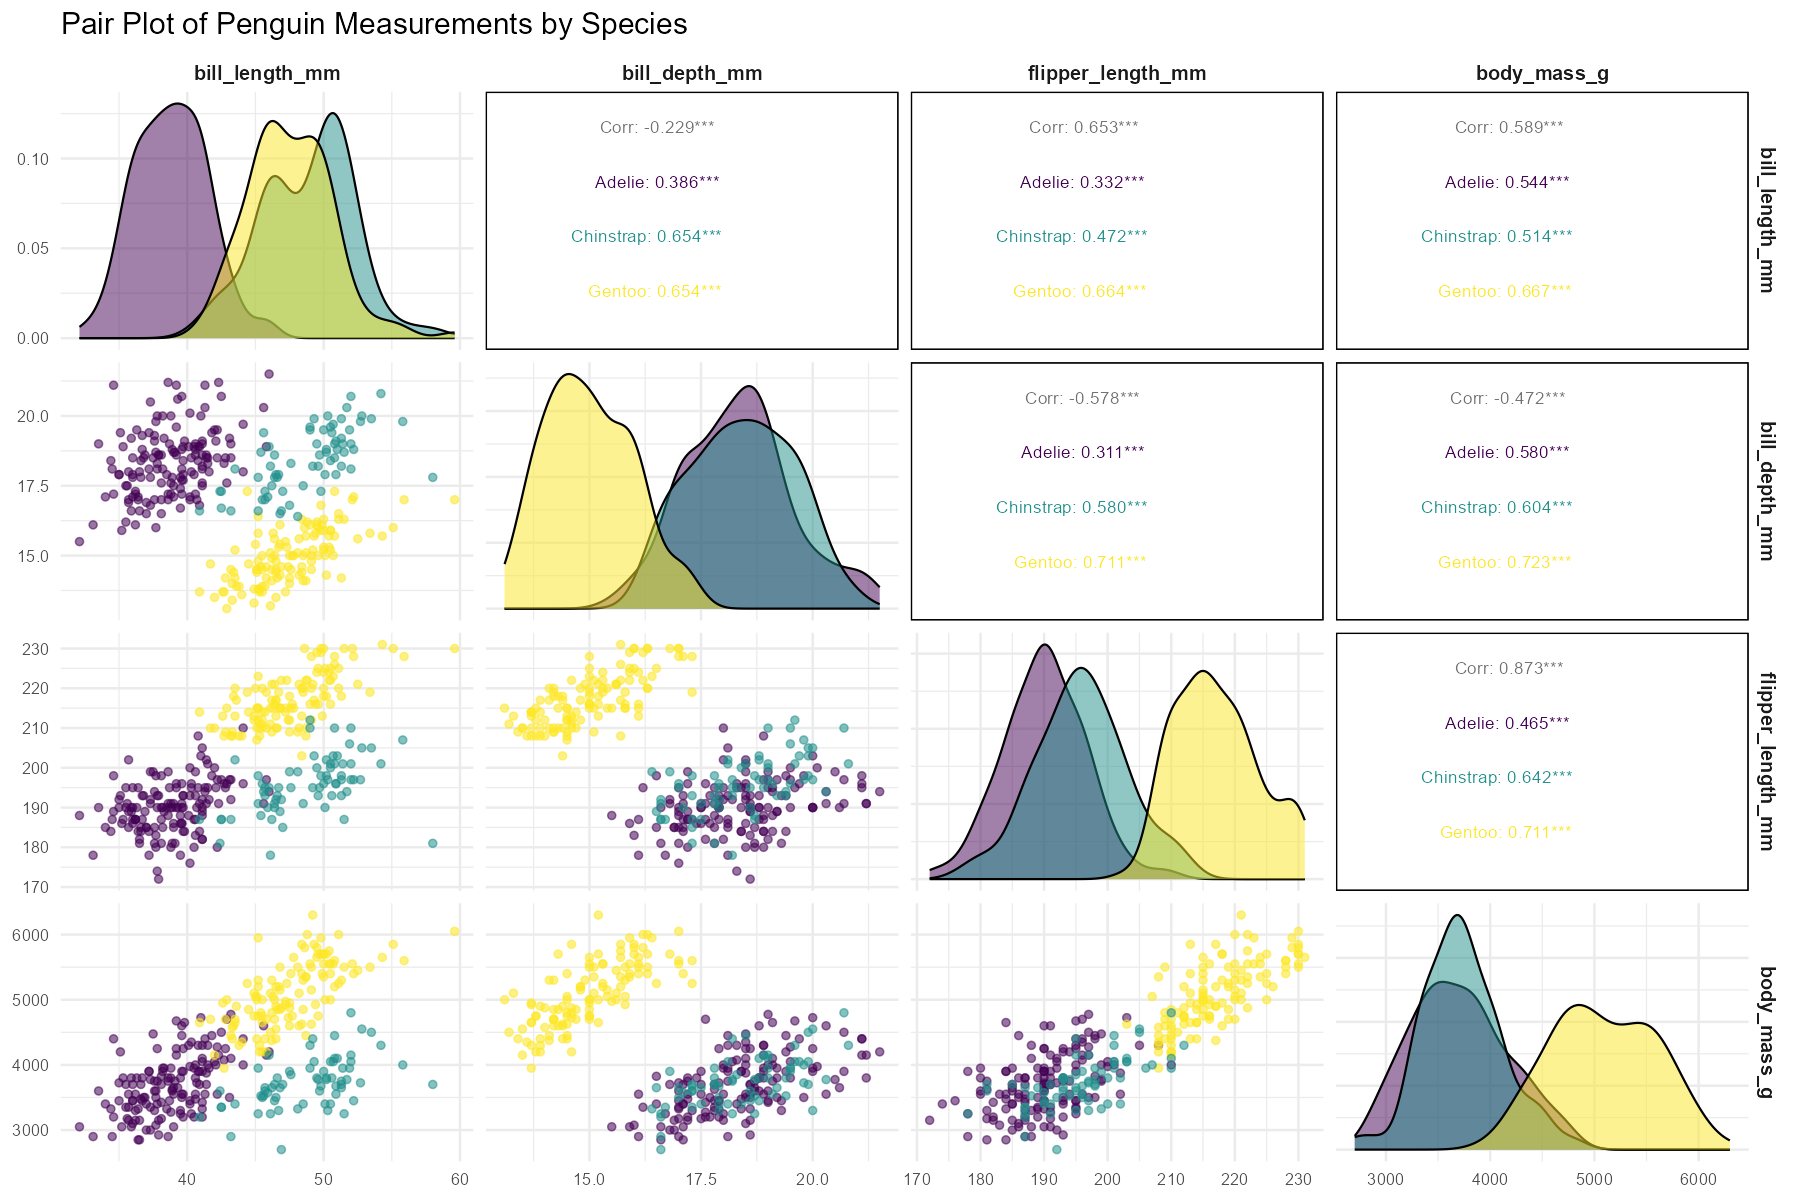 Pair Plot of Penguin Measurements by Species
bill_length_mm
bill_depth_mm
flipper_length_mm
body_mass_g
0.10
0.05
0.00
Corr: -0.229***
Adelie: 0.386***
Chinstrap: 0.654***
Gentoo: 0.654***
Corr: 0.653***
Adelie: 0.332***
Chinstrap: 0.472***
Gentoo: 0.664***
Corr: 0.589***
Adelie: 0.544***
Chinstrap: 0.514***
Gentoo: 0.667***
bill_length_mm
20.0
17.5
15.0
Corr: -0.578***
Adelie: 0.311***
Chinstrap: 0.580***
Gentoo: 0.711***
Corr: -0.472***
Adelie: 0.580***
Chinstrap: 0.604***
Gentoo: 0.723***
bill_depth_mm
230
220
210
200
190
180
170
Corr: 0.873***
Adelie: 0.465***
Chinstrap: 0.642***
Gentoo: 0.711***
flipper_length_mm
6000
5000
4000
3000
body_mass_g
40 50 60
15.0 17.5 20.0
170 180 190 200 210 220 230
3000 4000 5000 6000